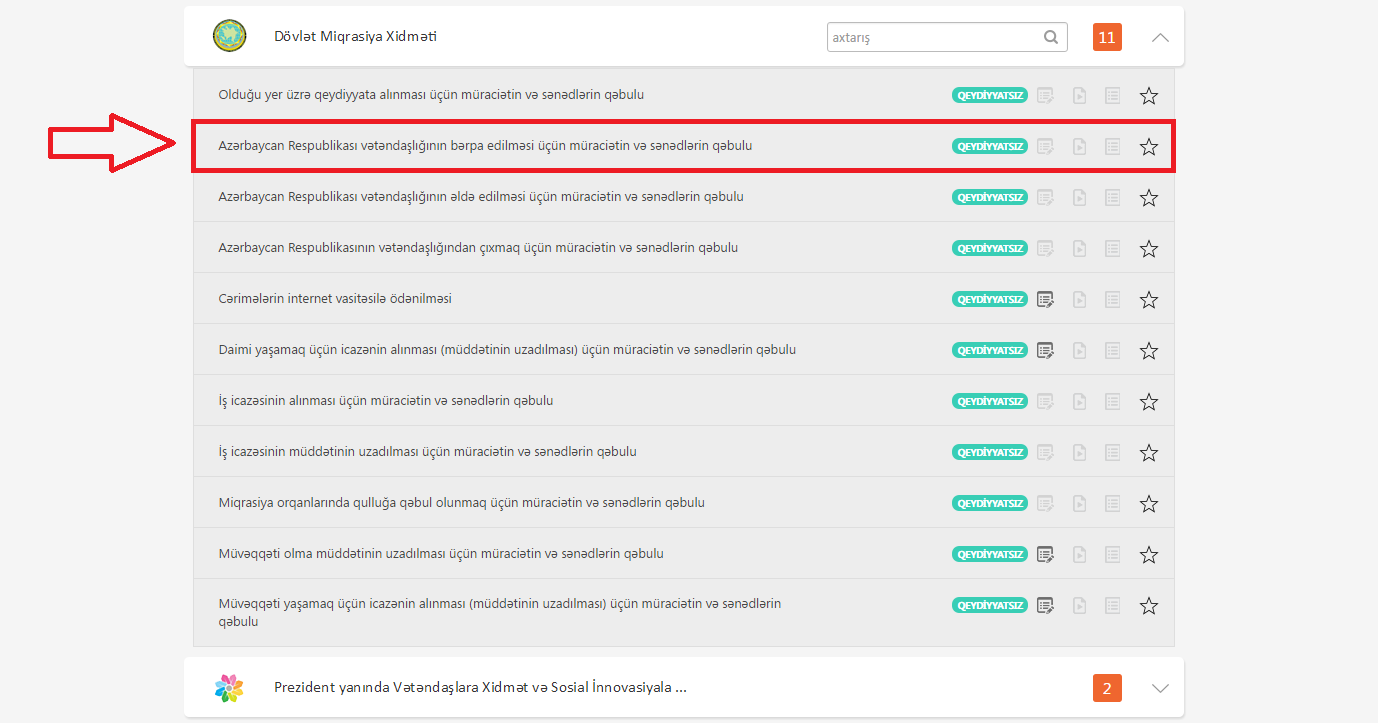 Dövlət Miqrasiya Xidməti
axtarış
11
Olduğu yer üzrə qeydiyyata alınması üçün müraciətin və sənədlərin qəbulu
QEYDİYYATSIZ
Azərbaycan Respublikası vətəndaşlığının bərpa edilməsi üçün müraciətin və sənədlərin qəbulu
QEYDİYYATSIZ
Azərbaycan Respublikası vətəndaşlığının əldə edilməsi üçün müraciətin və sənədlərin qəbulu
QEYDİYYATSIZ
Azərbaycan Respublikasının vətəndaşlığından çıxmaq üçün müraciətin və sənədlərin qəbulu
QEYDİYYATSIZ
Cərimələrin internet vasitəsilə ödənilməsi
QEYDİYYATSIZ
Daimi yaşamaq üçün icazənin alınması (müddətinin uzadılması) üçün müraciətin və sənədlərin qəbulu
QEYDİYYATSIZ
İş icazəsinin alınması üçün müraciətin və sənədlərin qəbulu
QEYDİYYATSIZ
İş icazəsinin müddətinin uzadılması üçün müraciətin və sənədlərin qəbulu
QEYDİYYATSIZ
Miqrasiya orqanlarında qulluğa qəbul olunmaq üçün müraciətin və sənədlərin qəbulu
QEYDİYYATSIZ
Müvəqqəti olma müddətinin uzadılması üçün müraciətin və sənədlərin qəbulu
QEYDİYYATSIZ
Müvəqqəti yaşamaq üçün icazənin alınması (müddətinin uzadılması) üçün müraciətin və sənədlərin
qəbulu
QEYDİYYATSIZ
Prezident yanında Vətəndaşlara Xidmət və Sosial İnnovasiyala ...
2